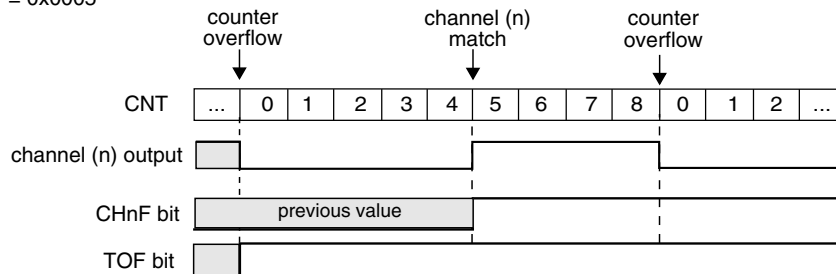 = 0x0005
counter overflow
channel (n) match
counter overflow
CNT ... 0 1 2 3 4 5 6 7 8 0 1 2 ...
channel (n) output
CHnF bit previous value
TOF bit